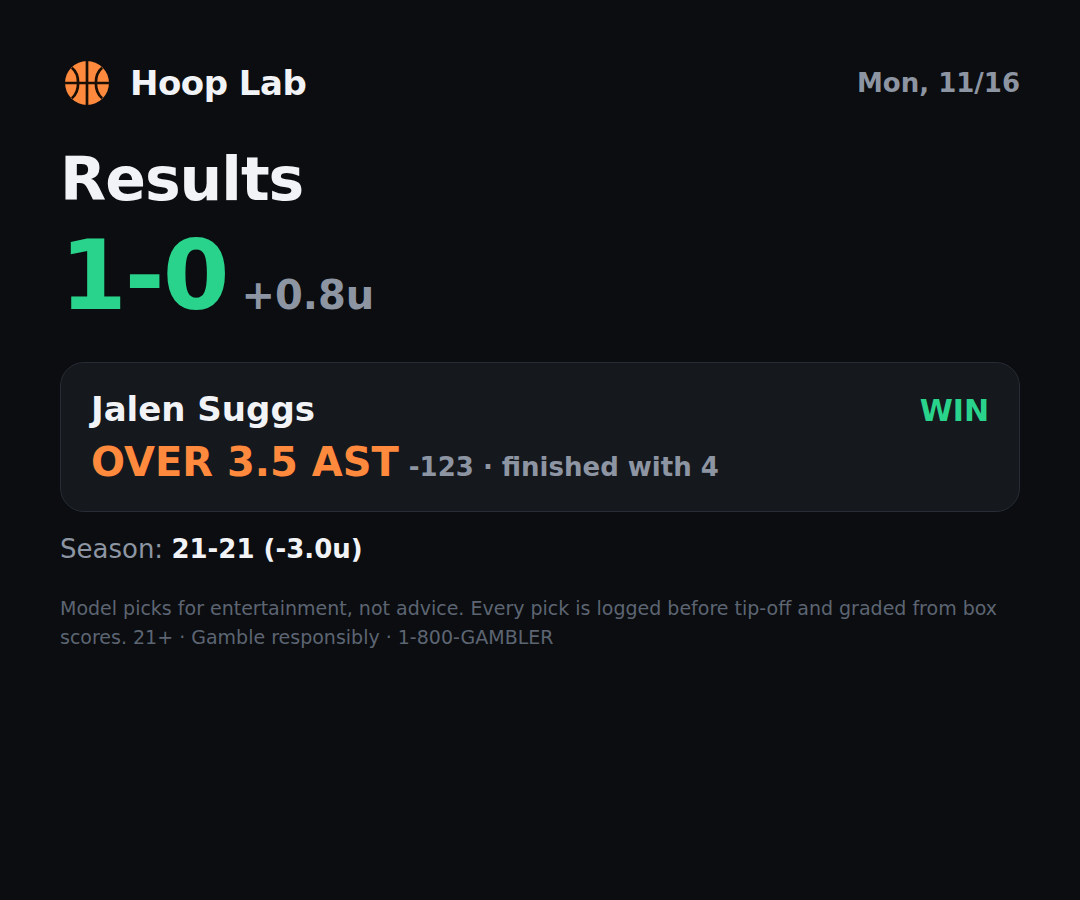 Hoop Lab
Mon, 11/16
Results
1-0 +0.8u
Jalen Suggs
WIN
OVER 3.5 AST -123 · finished with 4
Season: 21-21 (-3.0u)
Model picks for entertainment, not advice. Every pick is logged before tip-off and graded from box
scores. 21+ · Gamble responsibly · 1-800-GAMBLER